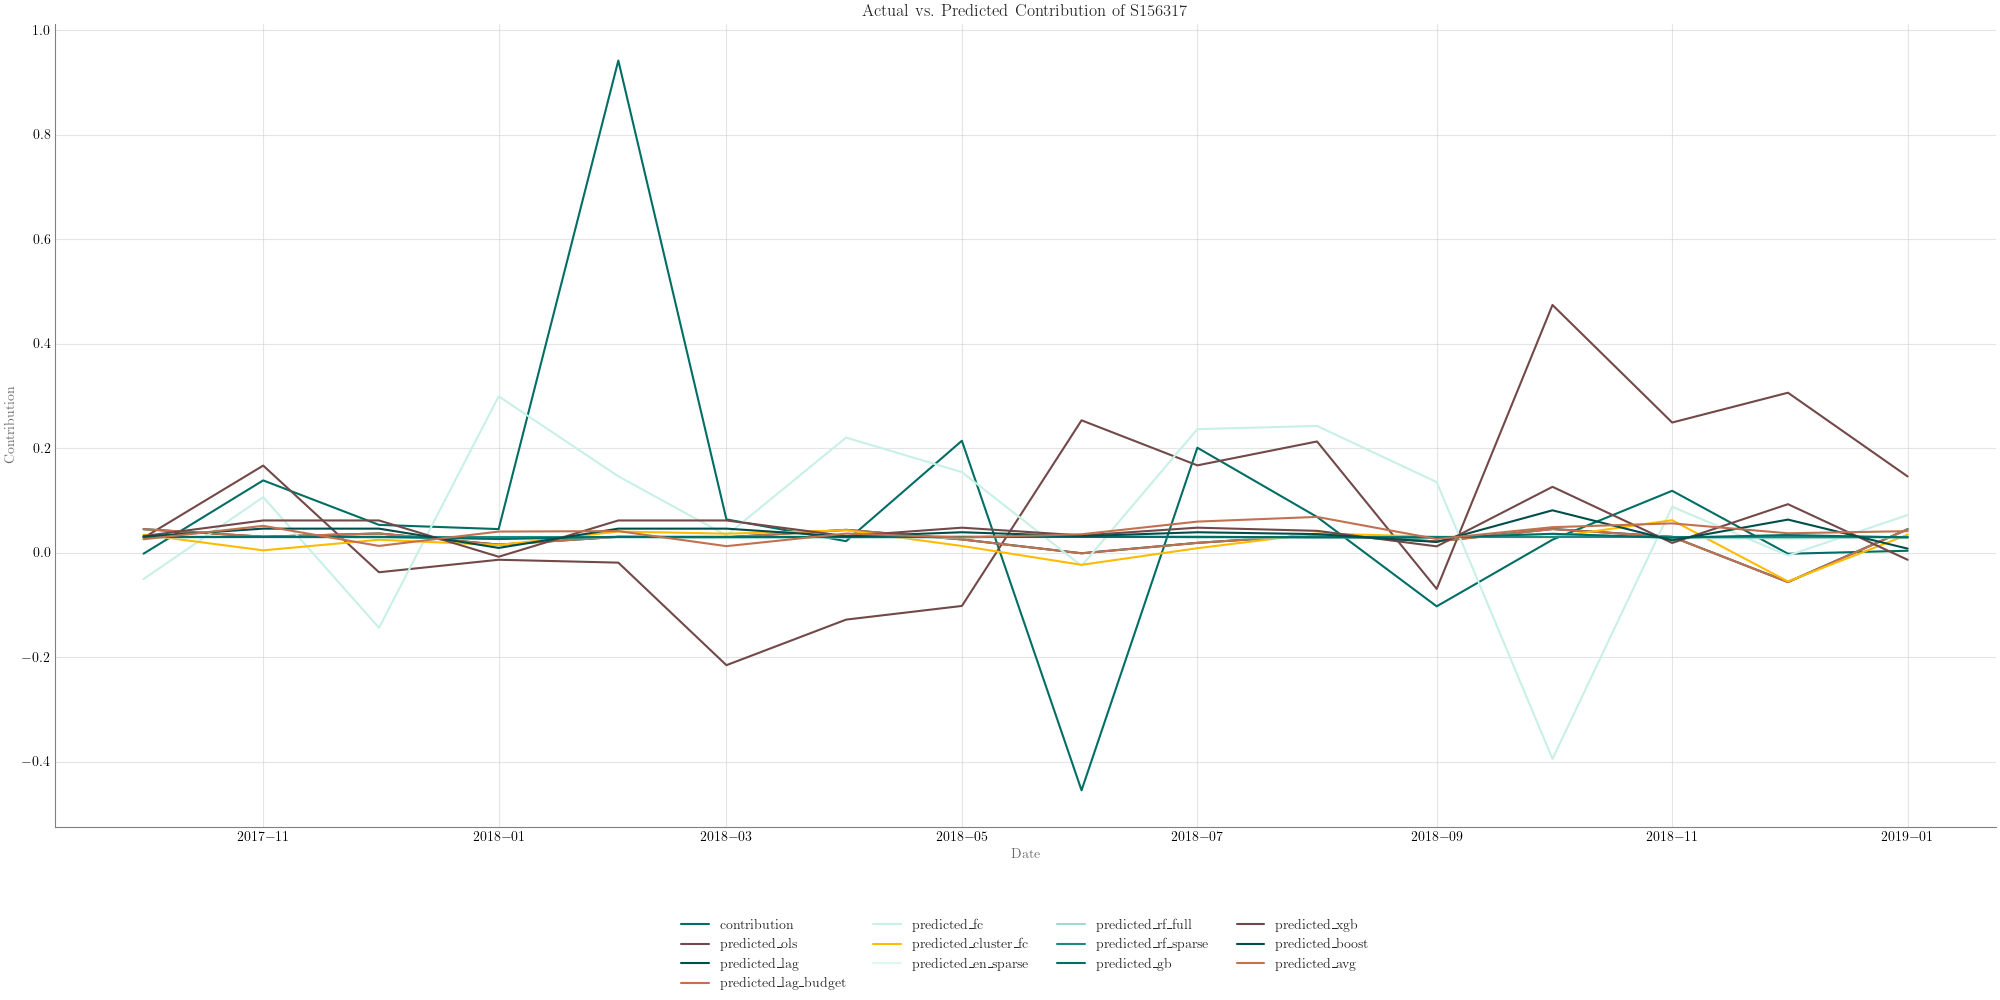 Actual vs. Predicted Contribution of S156317
1.0
0.8
0.6
0.4
0.2
0.0
−0.2
−0.4
Contribution
2017−11 2018−01 2018−03 2018−05 2018−07 2018−09 2018−11 2019−01
Date
contribution predicted_fc predicted_rf_full predicted_xgb
predicted_ols predicted_cluster_fc predicted_rf_sparse predicted_boost
predicted_lag predicted_en_sparse predicted_gb predicted_avg
predicted_lag_budget